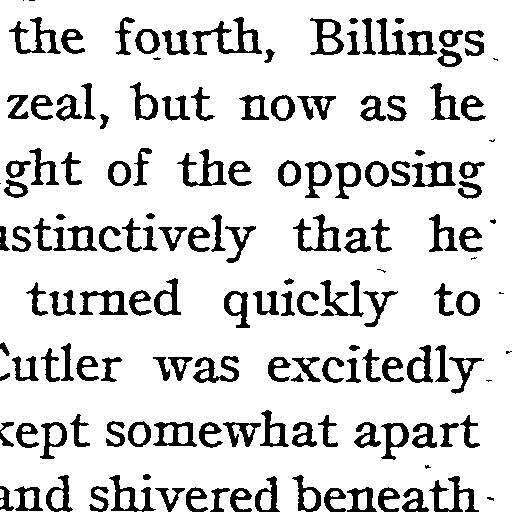 the fourth, Billings
zeal, but now as he
ght of the opposing
stinctively that he
turned quickly to
Cutler was excitedly
kept somewhat apart
and shivered beneath